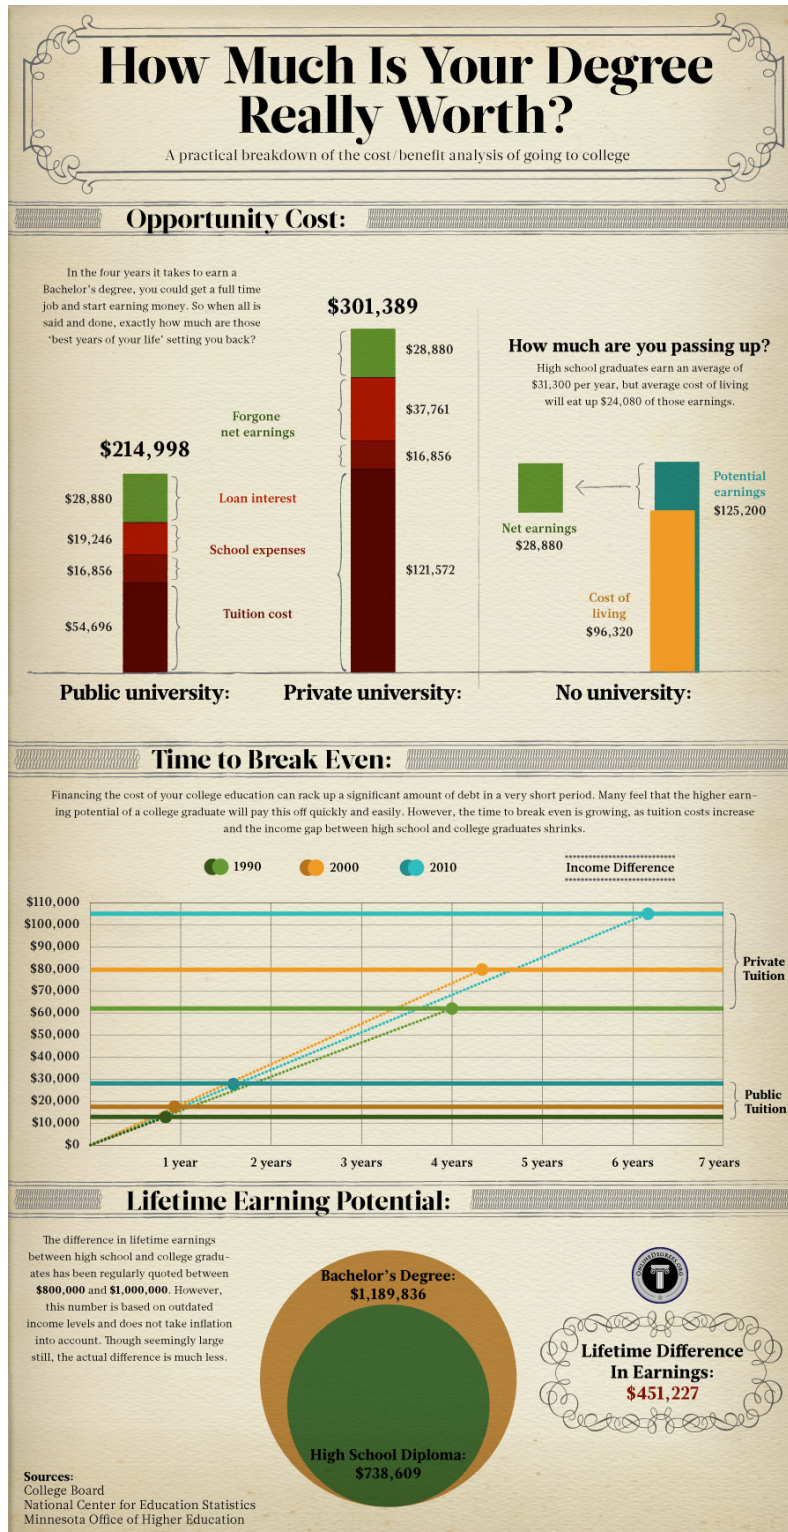 How Much Is Your Degree
Really Worth?
A practical breakdown of the cost/benefit analysis of going to college
Opportunity Cost:
In the four years it takes to earn a
Bachelor's degree, you could get a full time
job and start earning money. So when all is
said and done, exactly how much are those
'best years of your life' setting you back?
$214,998
$28,880
$19,246
$16,856
$54,696
Forgone
net earnings
Loan interest
School expenses
Tuition cost
$301,389
$28,880
$37,761
$16,856
$121,572
How much are you passing up?
High school graduates earn an average of
$31,300 per year, but average cost of living
will eat up $24,080 of those earnings.
Net earnings
$28,880
Potential
earnings
$125,200
Cost of
living
$96,320
Public university:
Private university:
No university:
Time to Break Even:
Financing the cost of your college education can rack up a significant amount of debt in a very short period. Many feel that the higher earn-
ing potential of a college graduate will pay this off quickly and easily. However, the time to break even is growing, as tuition costs increase
and the income gap between high school and college graduates shrinks.
1990
2000
2010
Income Difference
$110,000
$100,000
$90,000
$80,000
$70,000
$60,000
$50,000
$40,000
$30,000
$20,000
$10,000
$0
Private
Tuition
Public
Tuition
1 year
2 years
3 years
4 years
5 years
6 years
7 years
Lifetime Earning Potential:
The difference in lifetime earnings
between high school and college gradu-
ates has been regularly quoted between
$800,000 and $1,000,000. However,
this number is based on outdated
income levels and does not take inflation
into account. Though seemingly large
still, the actual difference is much less.
Bachelor's Degree:
$1,189,836
High School Diploma:
$738,609
OnlineDegrees.org
Lifetime Difference
In Earnings:
$451,227
Sources:
College Board
National Center for Education Statistics
Minnesota Office of Higher Education